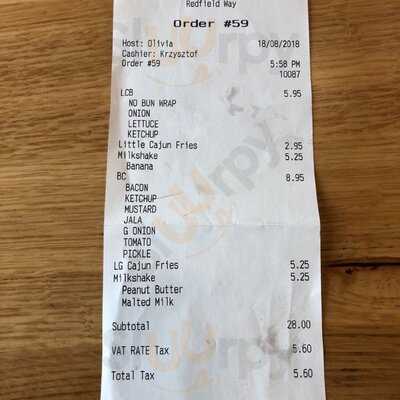 Redfield Way
Order #59
Host: Olivia 18/08/2018
Cashier: Krzysztof
Order #59 5:58 PM
10087
LCB 5.95
NO BUN WRAP
ONION
LETTUCE
KETCHUP
Little Cajun Fries 2.95
Milkshake 5.25
Banana
BC 8.95
BACON
KETCHUP
MUSTARD
JALA
G ONION
TOMATO
PICKLE
LG Cajun Fries 5.25
Milkshake 5.25
Peanut Butter
Malted Milk
Subtotal 28.00
VAT RATE Tax 5.60
Total Tax 5.60